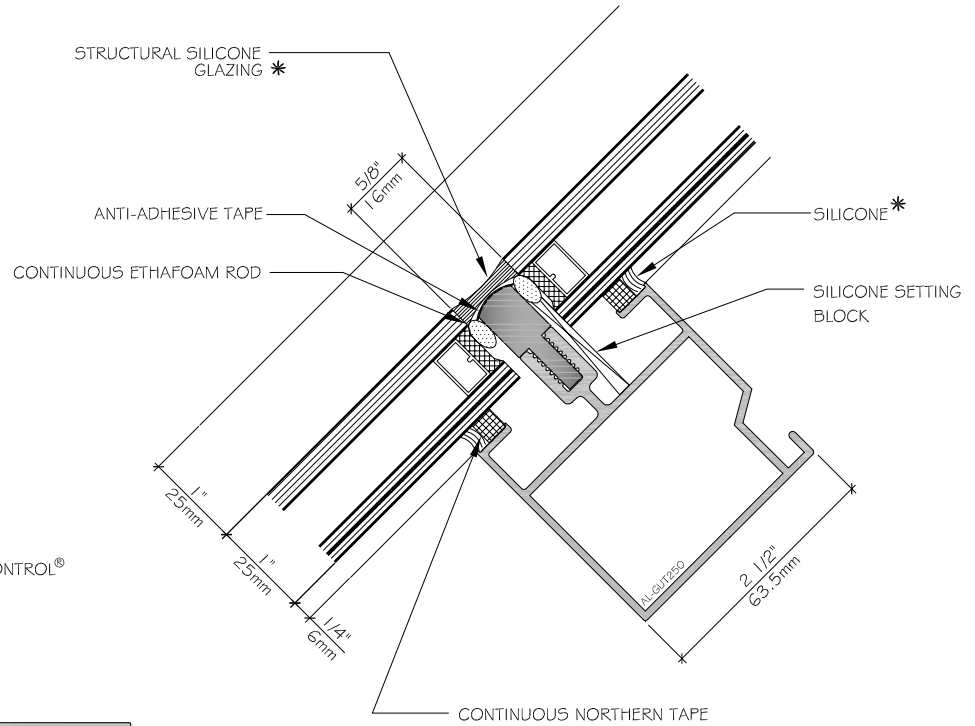 STRUCTURAL SILICONE
GLAZING *
5/8"
16mm
ANTI-ADHESIVE TAPE
SILICONE *
CONTINUOUS ETHAFOAM ROD
SILICONE SETTING
BLOCK
1"
25mm
1"
25mm
1/4"
6mm
ONTROL®
AL-GUT250
2 1/2"
63.5mm
CONTINUOUS NORTHERN TAPE